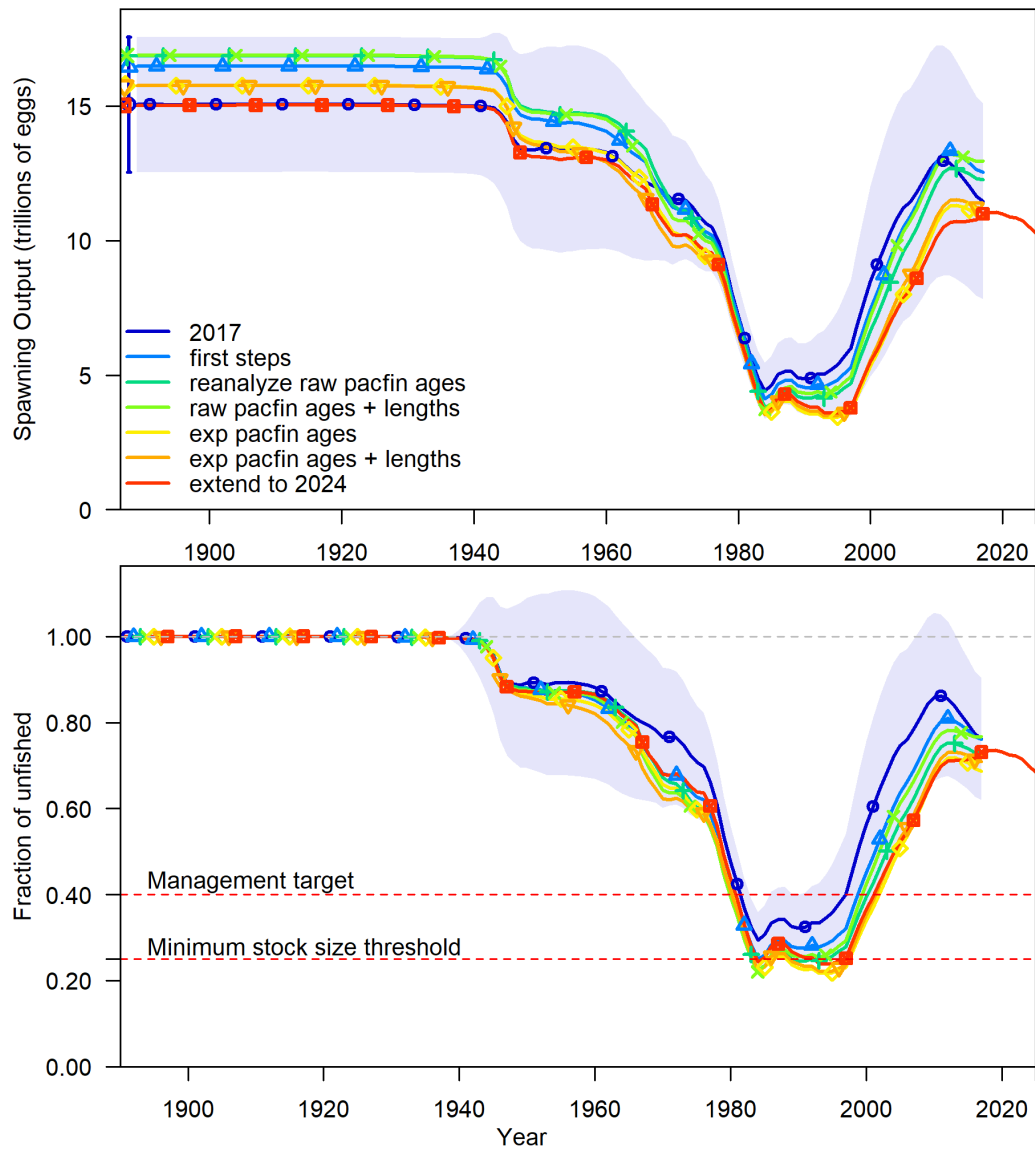 Spawning Output (trillions of eggs)
15
10
5
0
2017
first steps
reanalyze raw pacfin ages
raw pacfin ages + lengths
exp pacfin ages
exp pacfin ages + lengths
extend to 2024
1900 1920 1940 1960 1980 2000 2020
Fraction of unfished
1.00
0.80
0.60
0.40
0.20
0.00
Management target
Minimum stock size threshold
1900 1920 1940 1960 1980 2000 2020
Year